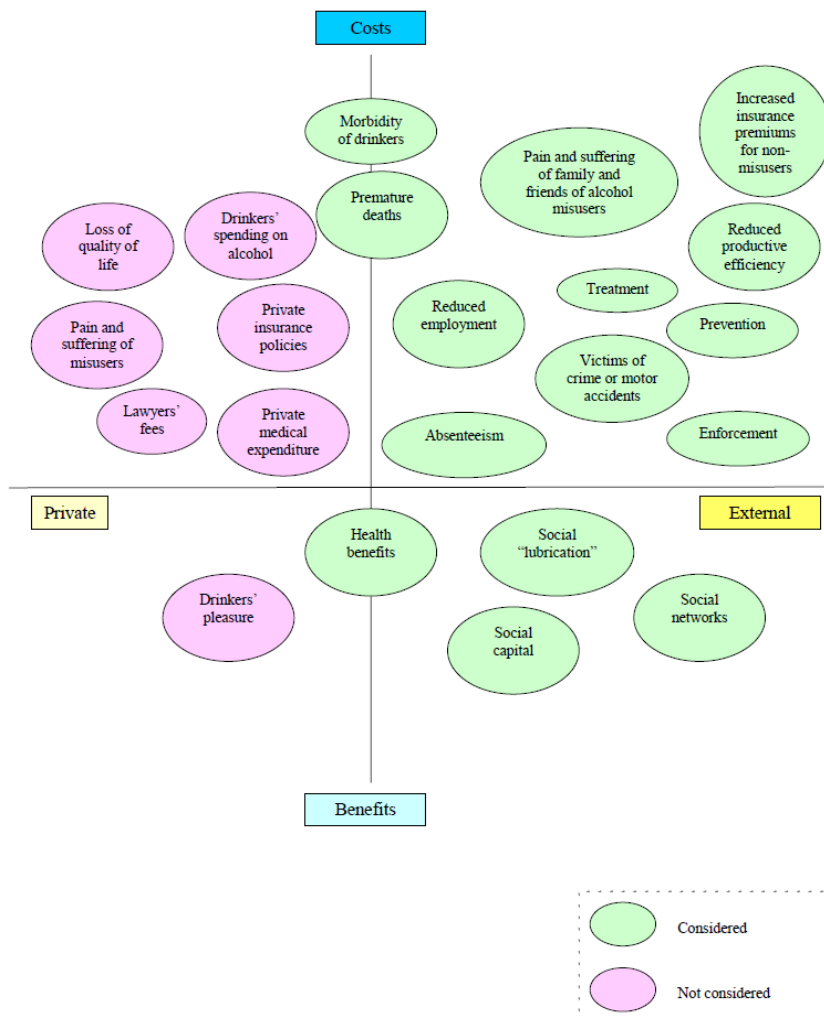 Costs
Morbidity
of drinkers
Increased
insurance
premiums
for non-
misusers
Pain and suffering
of family and
friends of alcohol
misusers
Premature
deaths
Loss of
quality of
life
Drinkers’
spending on
alcohol
Reduced
productive
efficiency
Treatment
Pain and
suffering of
misusers
Private
insurance
policies
Reduced
employment
Prevention
Victims of
crime or motor
accidents
Lawyers’
fees
Private
medical
expenditure
Absenteeism
Enforcement
Private
External
Health
benefits
Social
“lubrication”
Drinkers’
pleasure
Social
capital
Social
networks
Benefits
Considered
Not considered